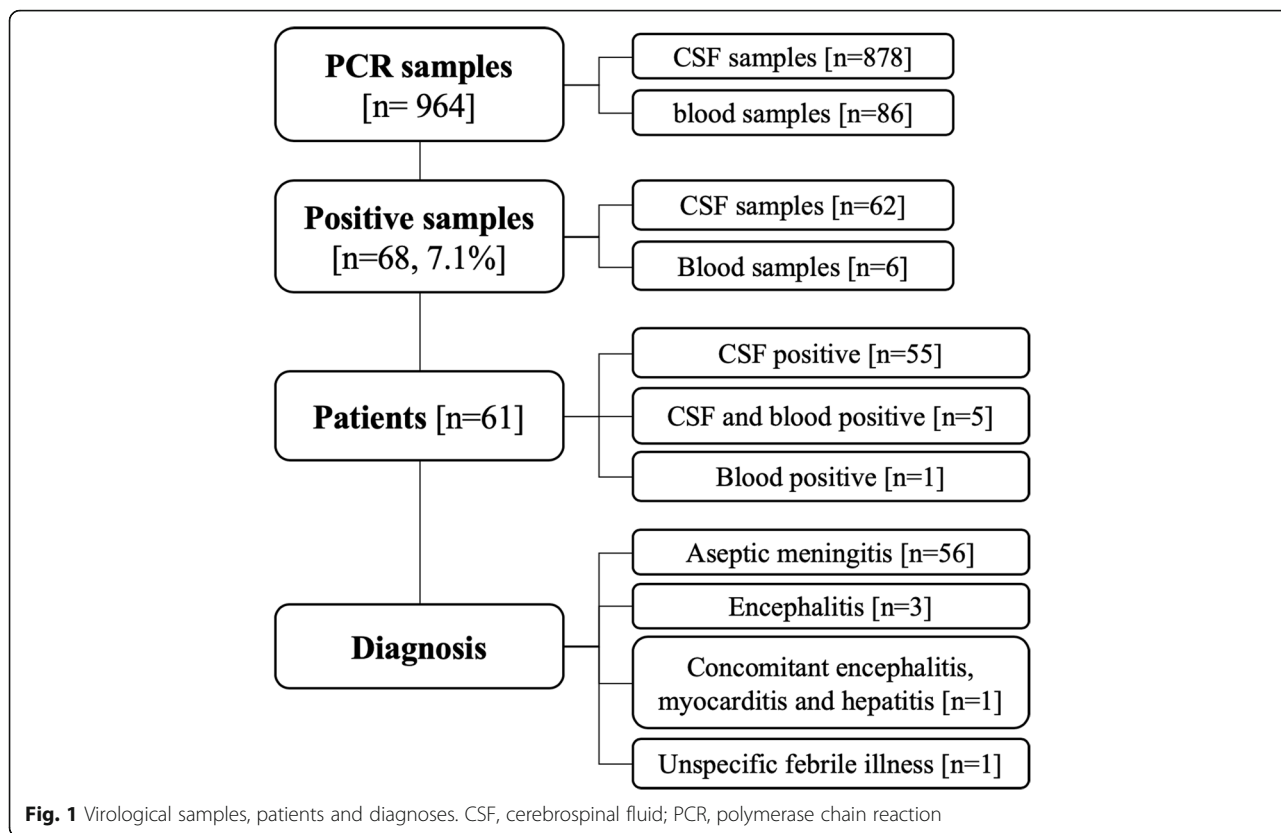 PCR samples
[n= 964]
CSF samples [n=878]
blood samples [n=86]
Positive samples
[n=68, 7.1%]
CSF samples [n=62]
Blood samples [n=6]
Patients [n=61]
CSF positive [n=55]
CSF and blood positive [n=5]
Blood positive [n=1]
Diagnosis
Aseptic meningitis [n=56]
Encephalitis [n=3]
Concomitant encephalitis,
myocarditis and hepatitis [n=1]
Unspecific febrile illness [n=1]
Fig. 1 Virological samples, patients and diagnoses. CSF, cerebrospinal fluid; PCR, polymerase chain reaction